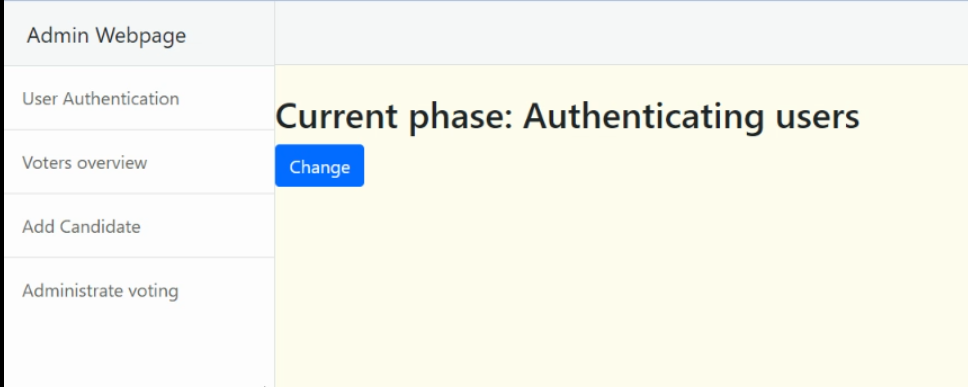 Admin Webpage
User Authentication
Voters overview
Add Candidate
Administrate voting
Current phase: Authenticating users
Change